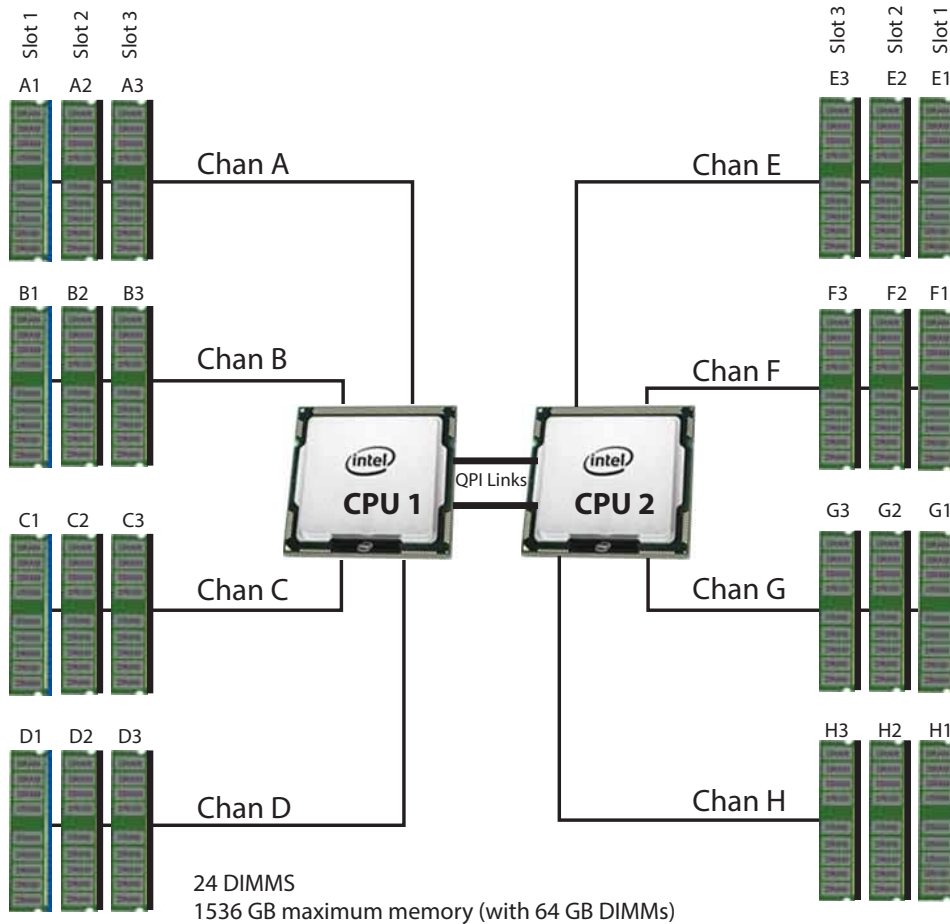 Slot 1 Slot 2 Slot 3
Slot 3 Slot 2 Slot 1
A1 A2 A3
E3 E2 E1
Chan A
Chan E
B1 B2 B3
F3 F2 F1
Chan B
Chan F
intel
CPU 1
QPI Links
intel
CPU 2
C1 C2 C3
G3 G2 G1
Chan C
Chan G
D1 D2 D3
H3 H2 H1
Chan D
Chan H
24 DIMMS
1536 GB maximum memory (with 64 GB DIMMs)